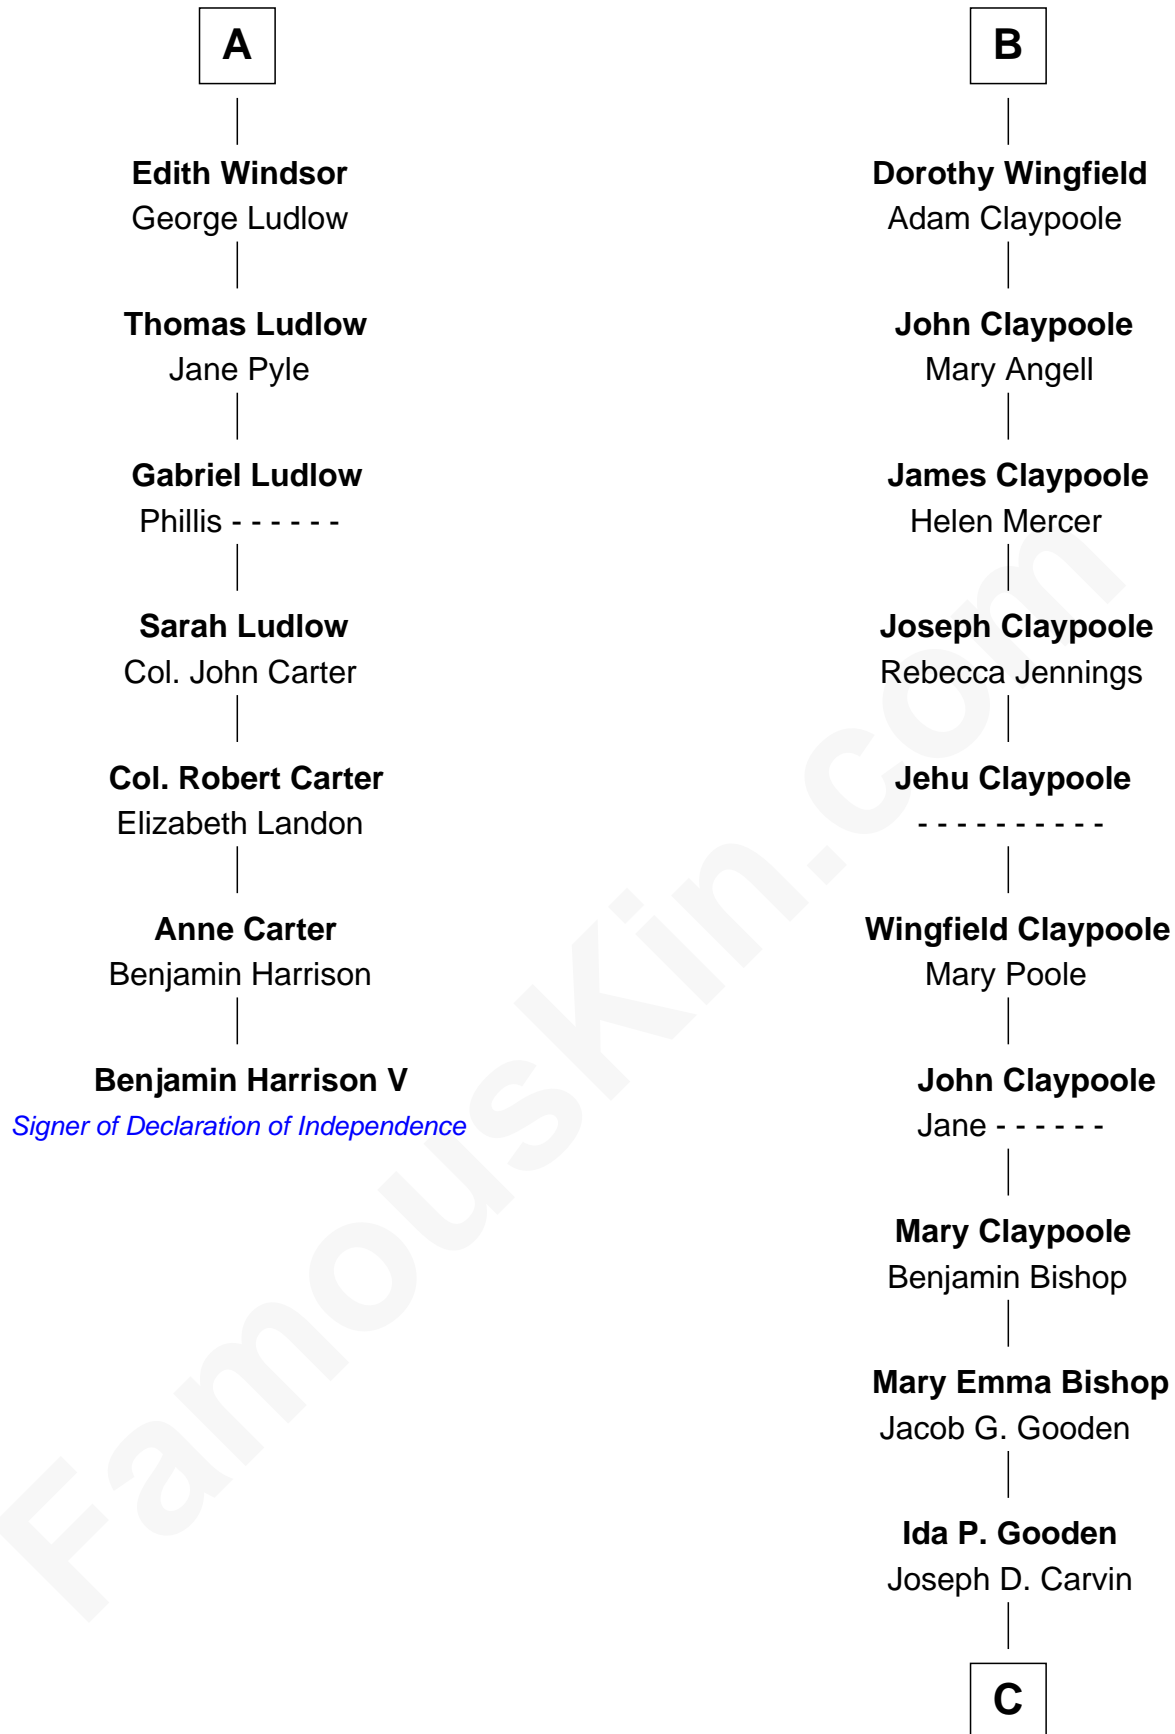 A
Edith Windsor
George Ludlow
Thomas Ludlow
Jane Pyle
Gabriel Ludlow
Phillis - - - - - -
Sarah Ludlow
Col. John Carter
Col. Robert Carter
Elizabeth Landon
Anne Carter
Benjamin Harrison
Benjamin Harrison V
Signer of Declaration of Independence
B
Dorothy Wingfield
Adam Claypoole
John Claypoole
Mary Angell
James Claypoole
Helen Mercer
Joseph Claypoole
Rebecca Jennings
Jehu Claypoole
- - - - - - - - - -
Wingfield Claypoole
Mary Poole
John Claypoole
Jane - - - - - -
Mary Claypoole
Benjamin Bishop
Mary Emma Bishop
Jacob G. Gooden
Ida P. Gooden
Joseph D. Carvin
C
FamousKin.com